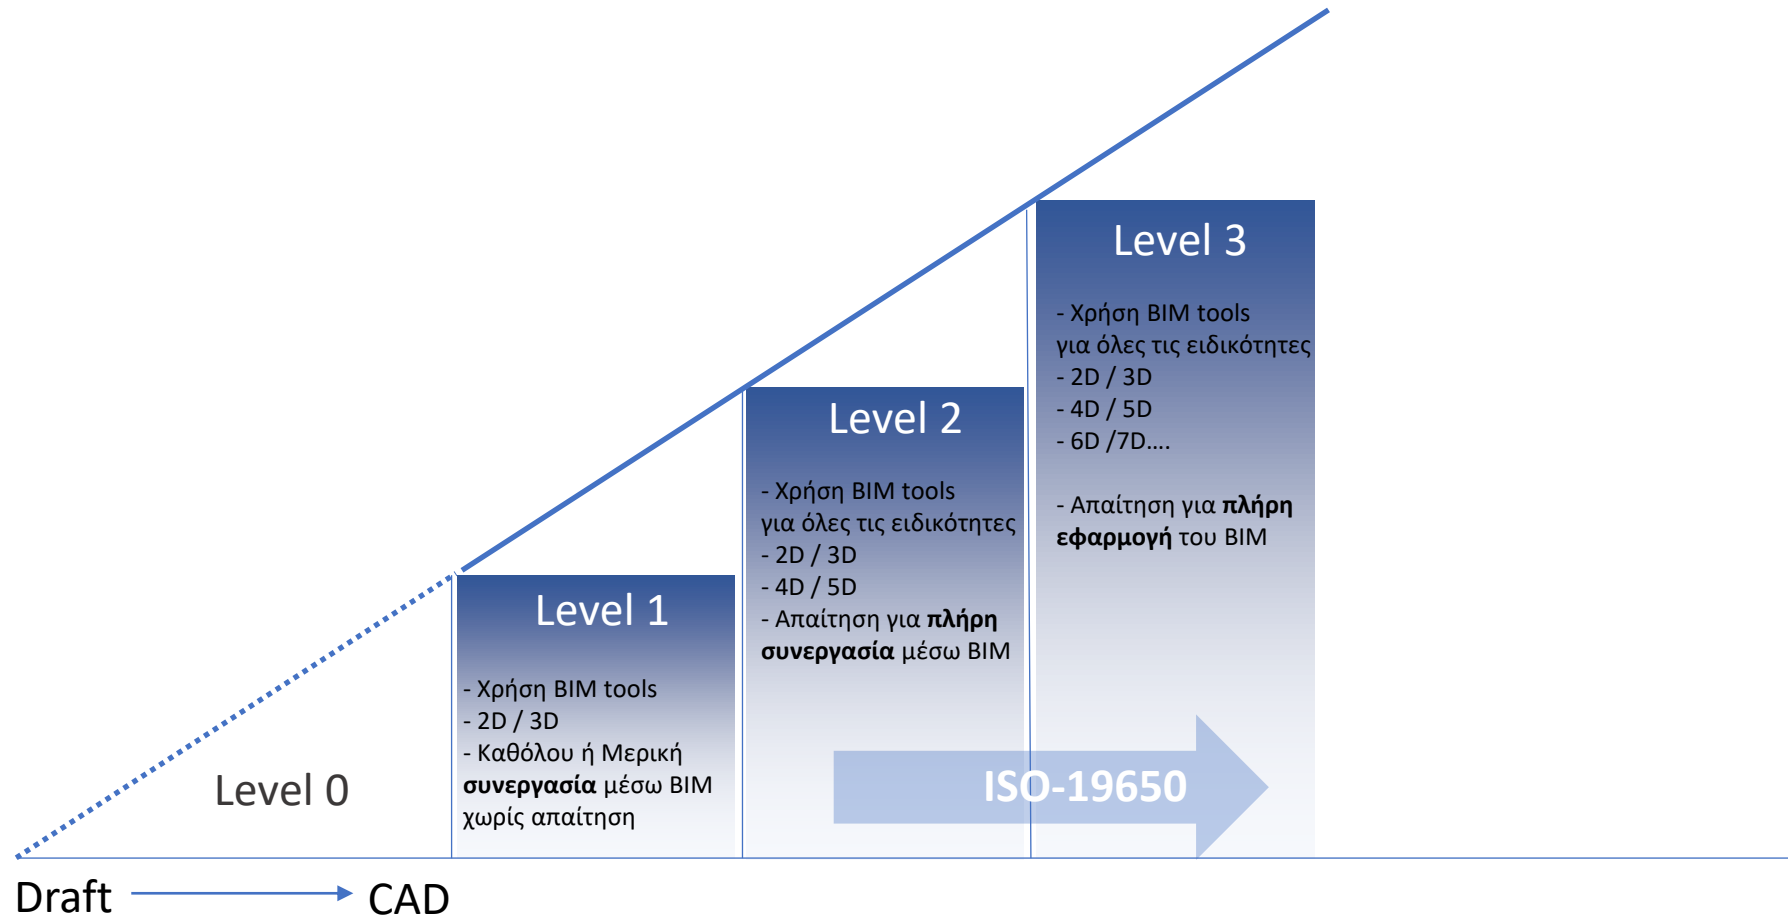 Level 3
- Χρήση BIM tools
για όλες τις ειδικότητες
- 2D / 3D
- 4D / 5D
- 6D /7D....
- Απαίτηση για πλήρη
εφαρμογή του BIM
Level 2
- Χρήση BIM tools
για όλες τις ειδικότητες
- 2D / 3D
- 4D / 5D
- Απαίτηση για πλήρη
συνεργασία μέσω BIM
Level 1
- Χρήση BIM tools
- 2D / 3D
- Καθόλου ή Μερική
συνεργασία μέσω BIM
χωρίς απαίτηση
Level 0
ISO-19650
Draft
CAD